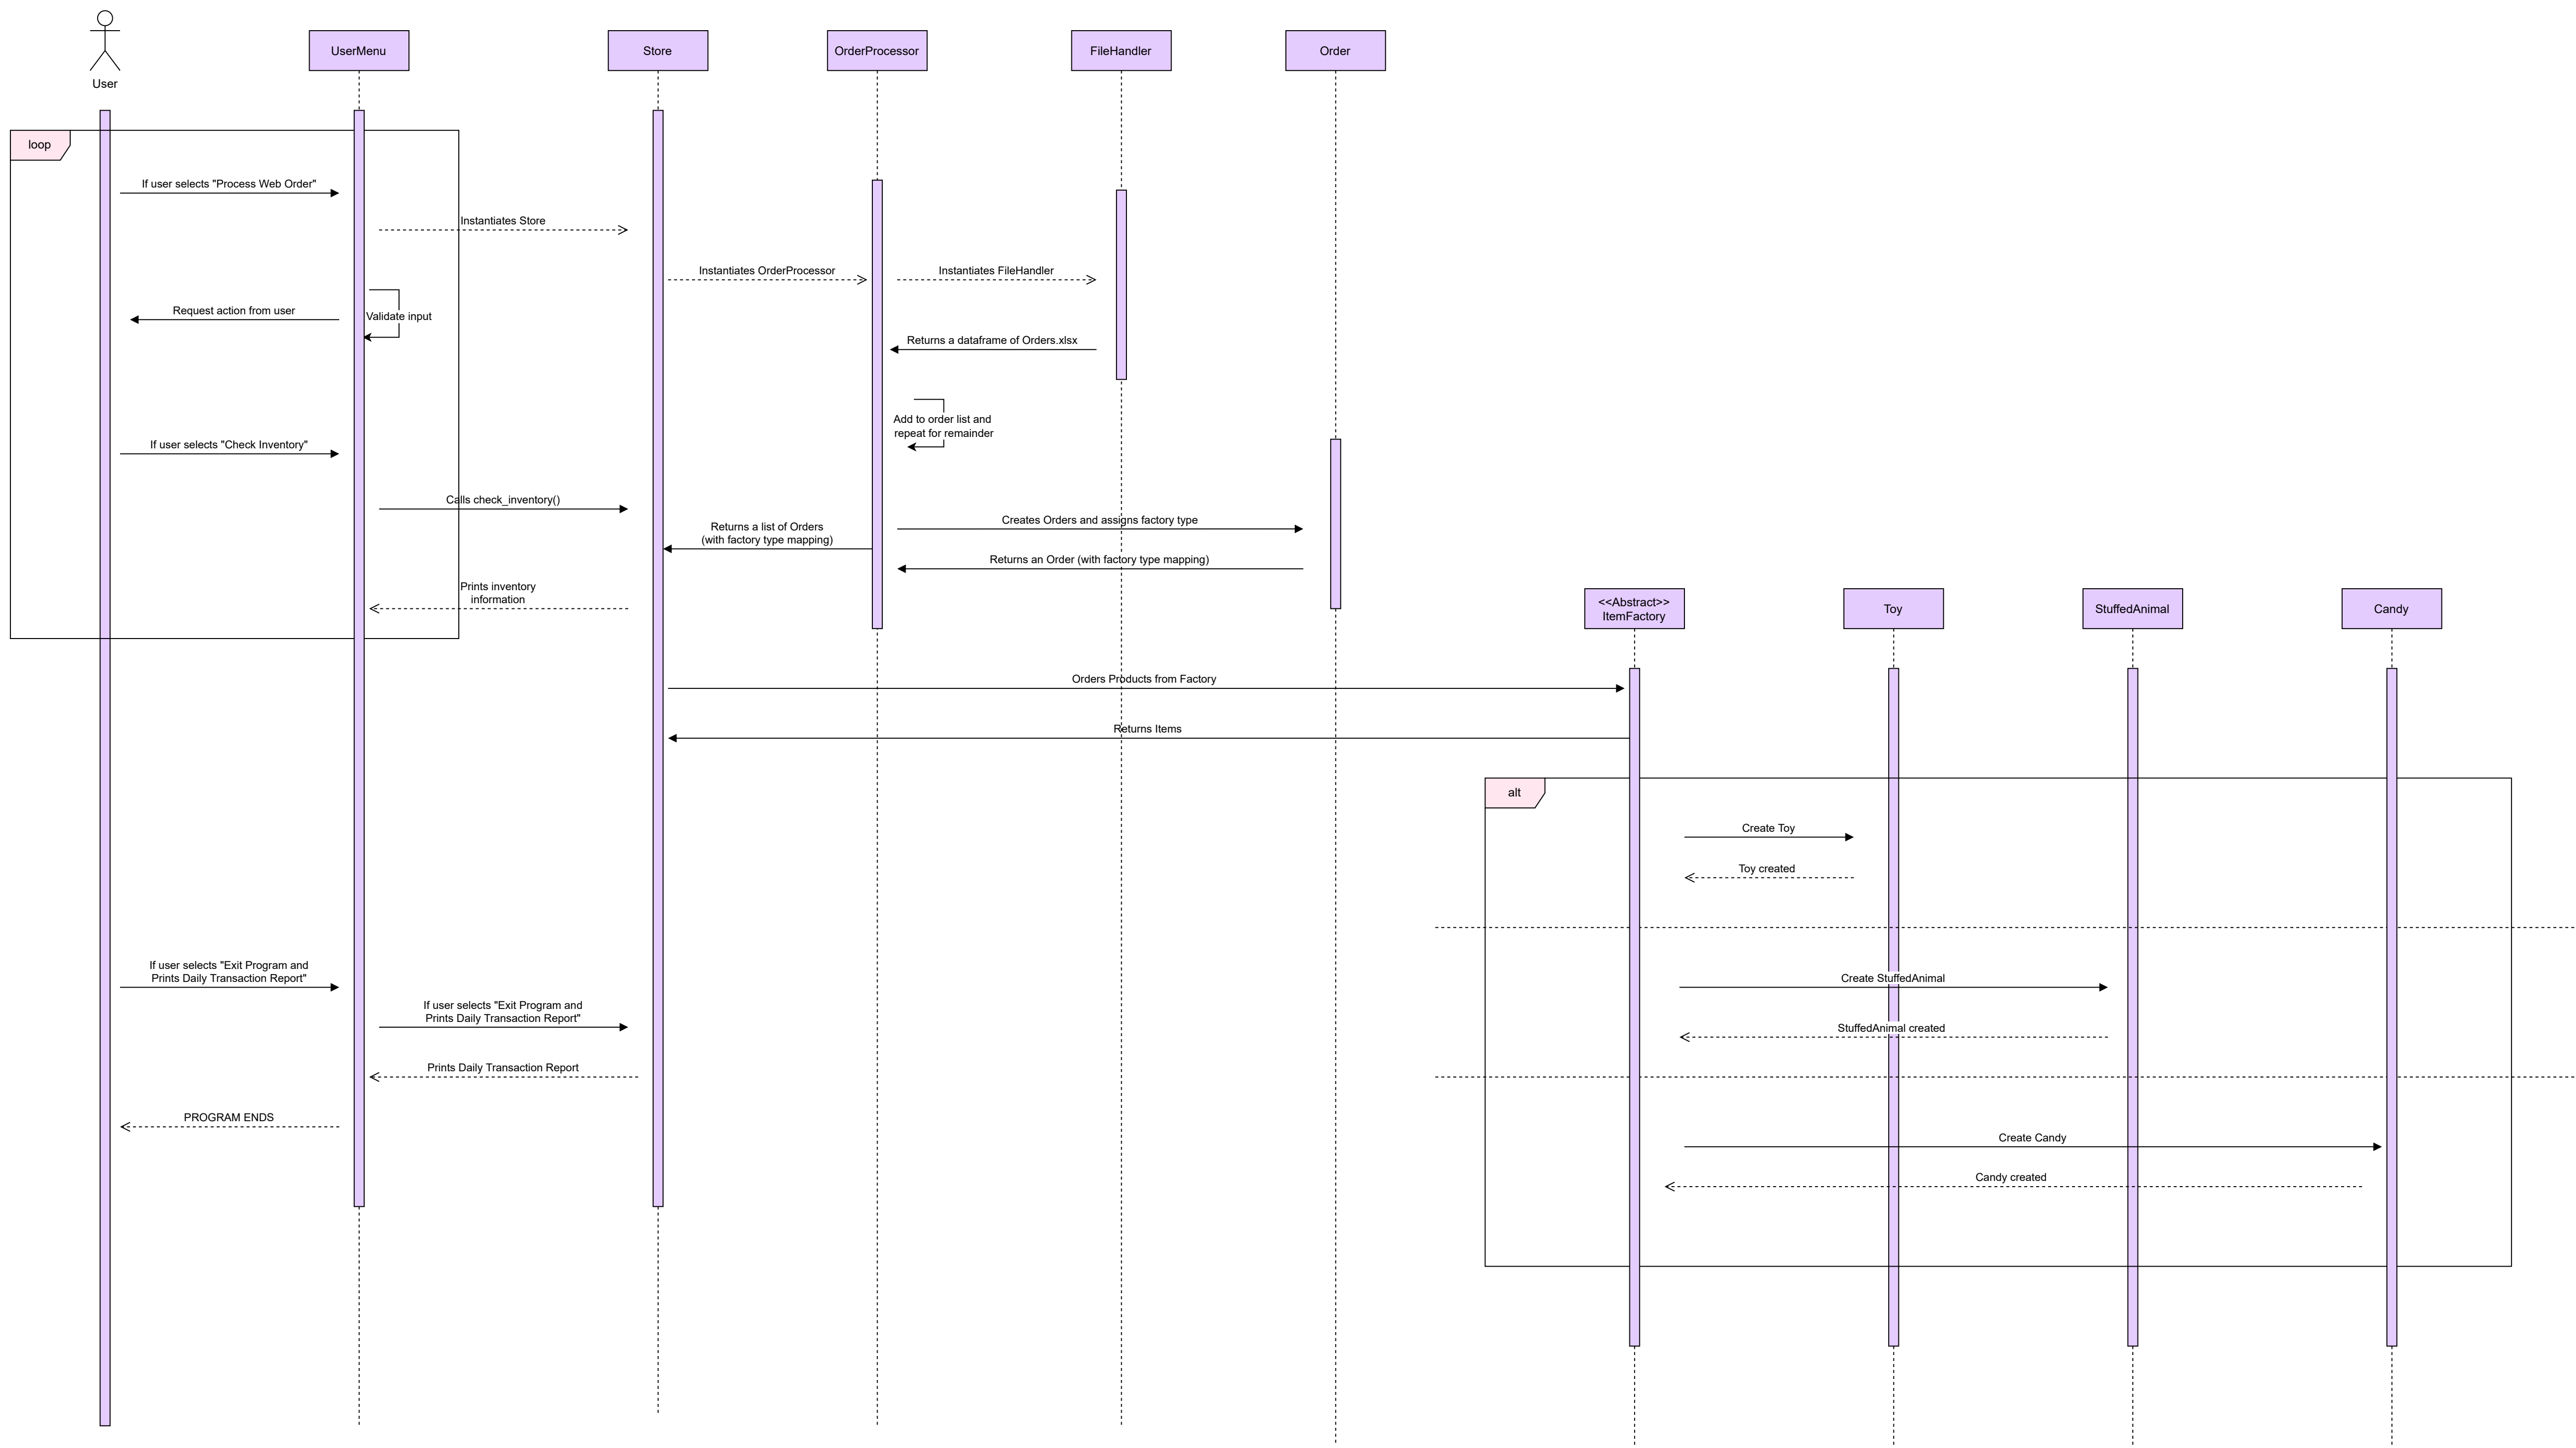 User
UserMenu
Store
OrderProcessor
FileHandler
Order
loop
If user selects "Process Web Order"
Instantiates Store
Instantiates OrderProcessor
Instantiates FileHandler
Request action from user
Validate input
Returns a dataframe of Orders.xlsx
Add to order list and
repeat for remainder
If user selects "Check Inventory"
Calls check_inventory()
Returns a list of Orders
(with factory type mapping)
Creates Orders and assigns factory type
Returns an Order (with factory type mapping)
Prints inventory
information
<<Abstract>>
ItemFactory
Toy
StuffedAnimal
Candy
Orders Products from Factory
Returns Items
alt
Create Toy
Toy created
If user selects "Exit Program and
Prints Daily Transaction Report"
Create StuffedAnimal
If user selects "Exit Program and
Prints Daily Transaction Report"
StuffedAnimal created
Prints Daily Transaction Report
PROGRAM ENDS
Create Candy
Candy created